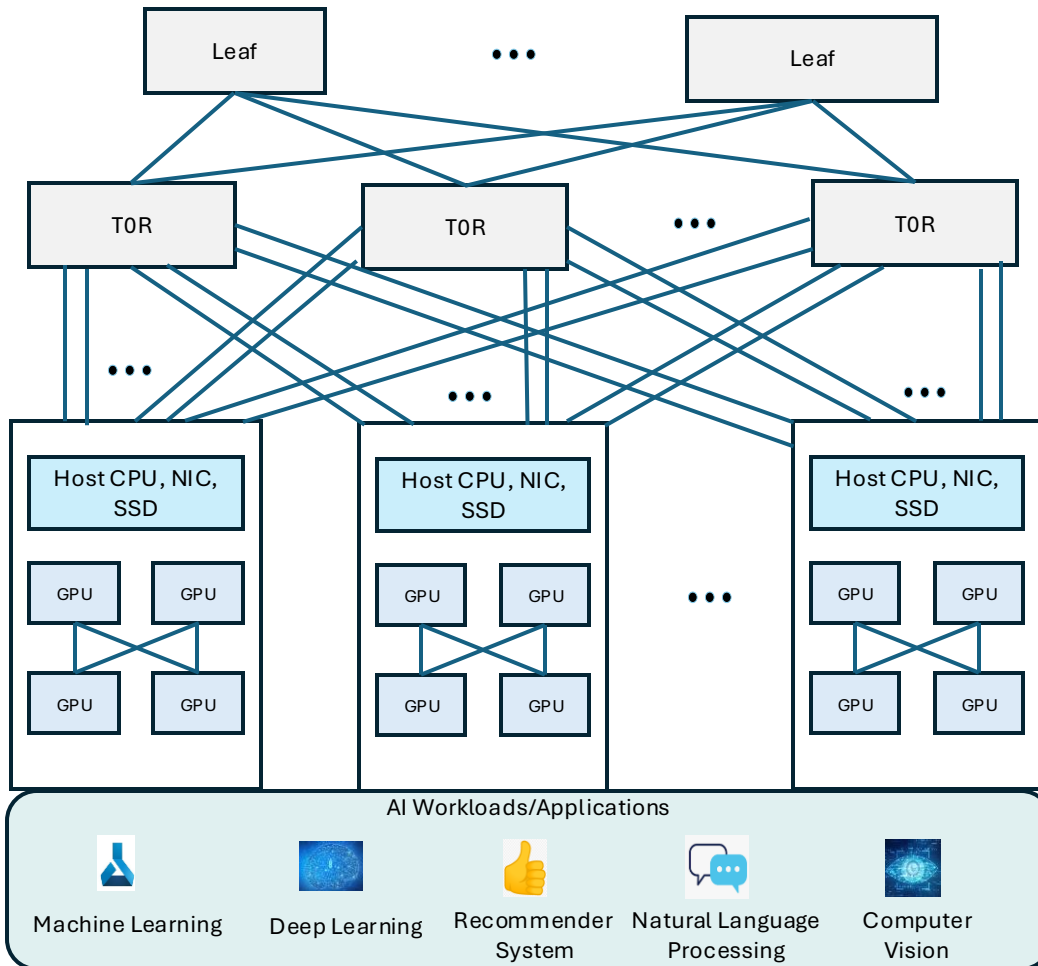 Leaf
Leaf
T0R
T0R
T0R
Host CPU, NIC,
SSD
Host CPU, NIC,
SSD
Host CPU, NIC,
SSD
GPU
GPU
GPU
GPU
GPU
GPU
GPU
GPU
GPU
GPU
GPU
GPU
AI Workloads/Applications
Machine Learning
Deep Learning
Recommender
System
Natural Language
Processing
Computer
Vision